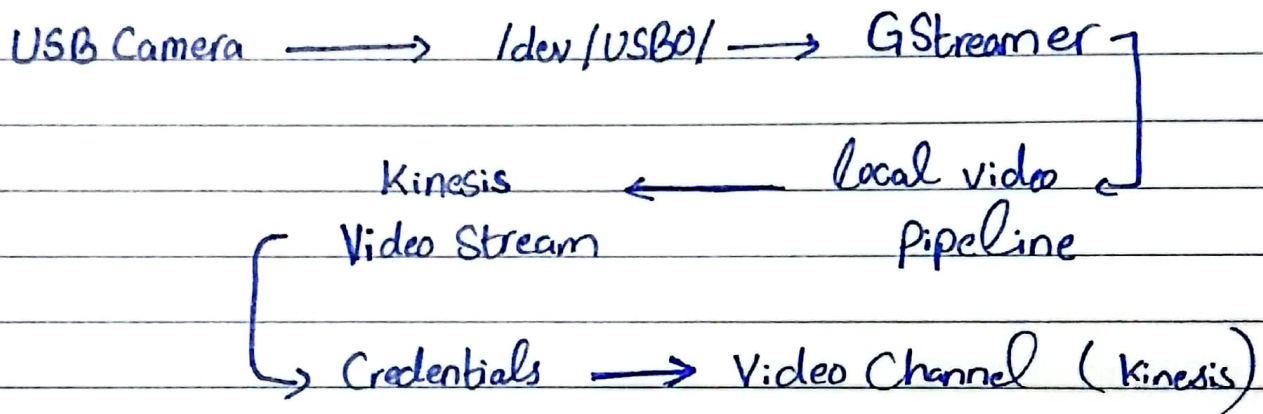 USB Camera → /dev/USB0/ → GStreamer
Kinesis ← local video
Video Stream pipeline
Credentials → Video Channel (Kinesis)